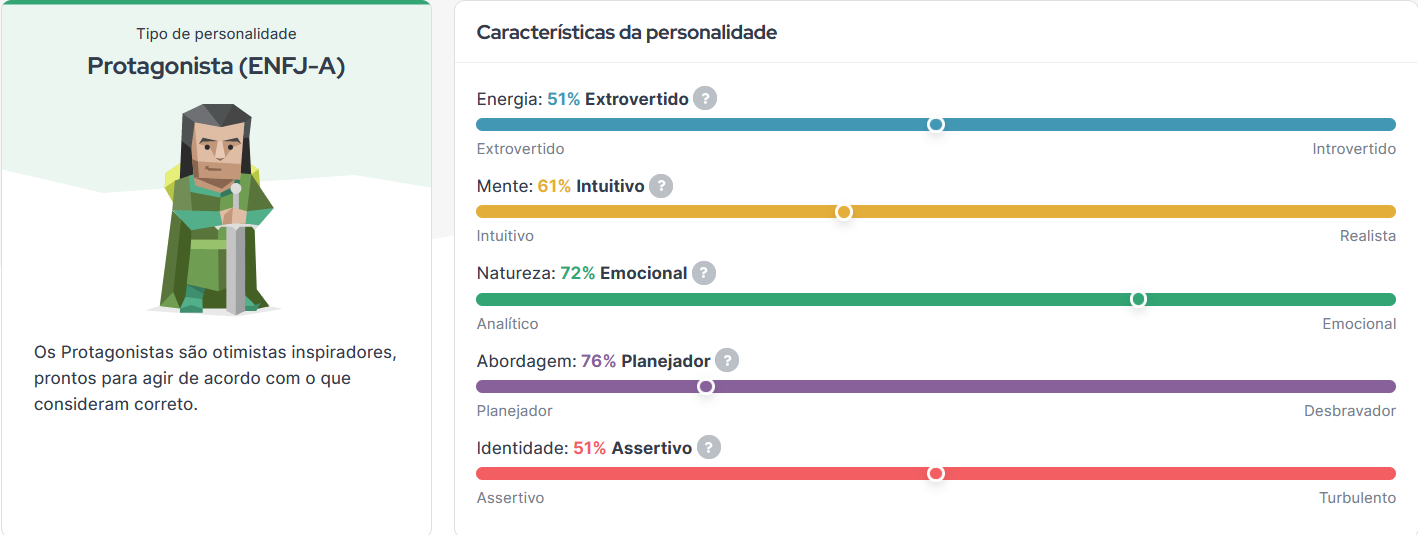 Tipo de personalidade
Protagonista (ENFJ-A)
Os Protagonistas são otimistas inspiradores,
prontos para agir de acordo com o que
consideram correto.
Características da personalidade
Energia: 51% Extrovertido ?
Extrovertido Introvertido
Mente: 61% Intuitivo ?
Intuitivo Realista
Natureza: 72% Emocional ?
Analítico Emocional
Abordagem: 76% Planejador ?
Planejador Desbravador
Identidade: 51% Assertivo ?
Assertivo Turbulento